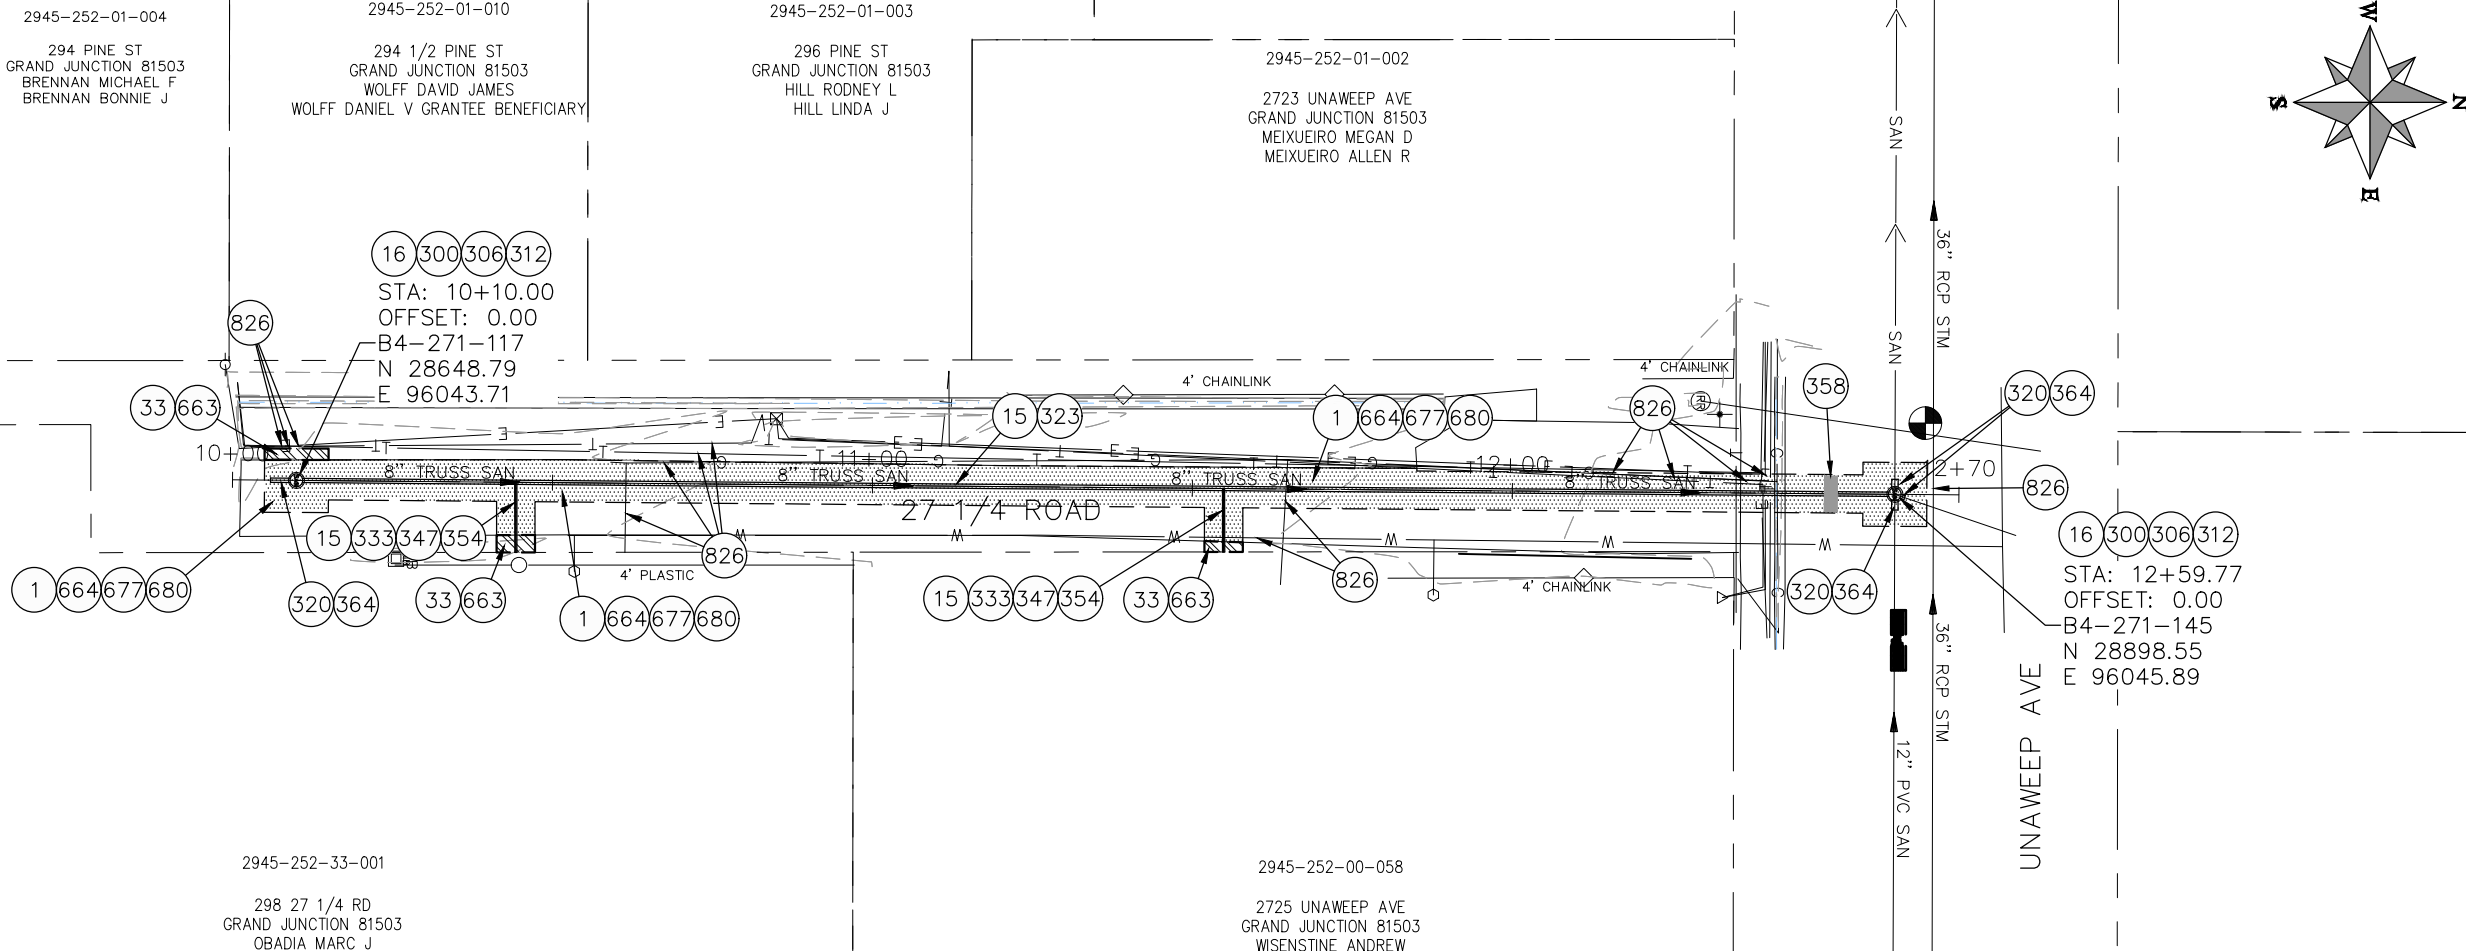 2945-252-01-004
294 PINE ST
GRAND JUNCTION 81503
BRENNAN MICHAEL F
BRENNAN BONNIE J
2945-252-01-010
294 1/2 PINE ST
GRAND JUNCTION 81503
WOLFF DAVID JAMES
WOLFF DANIEL V GRANTEE BENEFICIARY
2945-252-01-003
296 PINE ST
GRAND JUNCTION 81503
HILL RODNEY L
HILL LINDA J
2945-252-01-002
2723 UNAWEEP AVE
GRAND JUNCTION 81503
MEIXUEIRO MEGAN D
MEIXUEIRO ALLEN R
W
S
N
E
SAN
SAN
36" RCP STM
16 300 306 312
STA: 10+10.00
OFFSET: 0.00
B4-271-117
N 28648.79
E 96043.71
826
33 663
4' CHAINLINK
4' CHAINLINK
15 323
1 664 677 680
826
RR
358
320 364
10+00
8" TRUSS SAN
8" TRUSS SAN
11+00
8" TRUSS SAN
12+00
8" TRUSS SAN
2+70
826
27 1/4 ROAD
E
T
G
E
E
T
G
E
E
T
G
T
E
G
E
E
G
T
T
T
C
E
C
W
W
W
W
W
W
15 333 347 354
826
4' PLASTIC
1 664 677 680
320 364
33 663
1 664 677 680
15 333 347 354
33 663
826
4' CHAINLINK
320 364
16 300 306 312
STA: 12+59.77
OFFSET: 0.00
B4-271-145
N 28898.55
E 96045.89
36" RCP STM
12" PVC SAN
UNAWEEP AVE
2945-252-33-001
298 27 1/4 RD
GRAND JUNCTION 81503
OBADIA MARC J
2945-252-00-058
2725 UNAWEEP AVE
GRAND JUNCTION 81503
WISENSTINE ANDREW